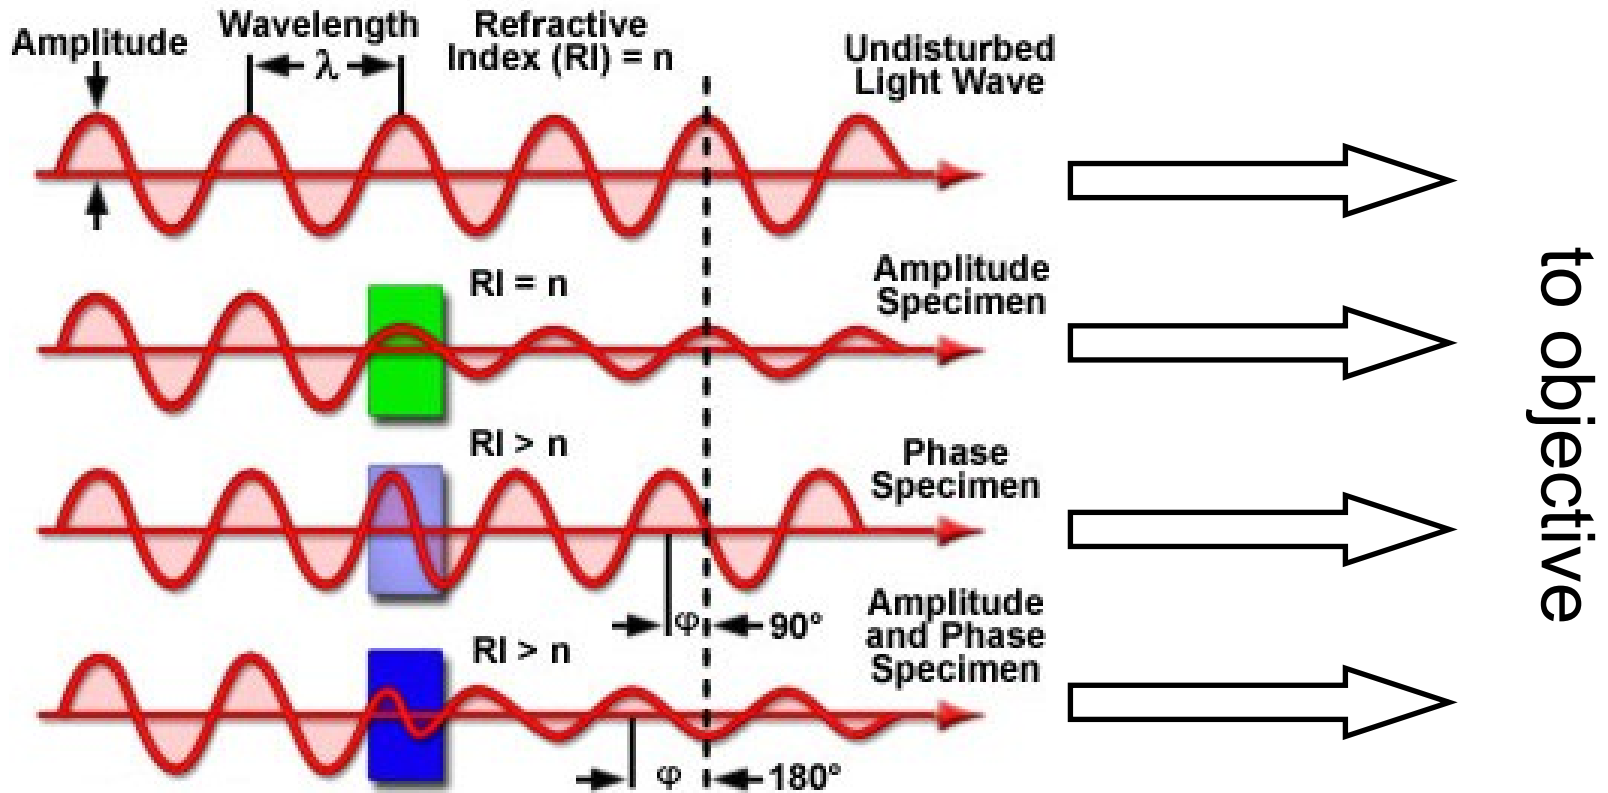 Amplitude
Wavelength
λ
Refractive
Index (RI) = n
Undisturbed
Light Wave
RI = n
Amplitude
Specimen
RI > n
Phase
Specimen
φ
90°
RI > n
Amplitude
and Phase
Specimen
φ
180°
to objective